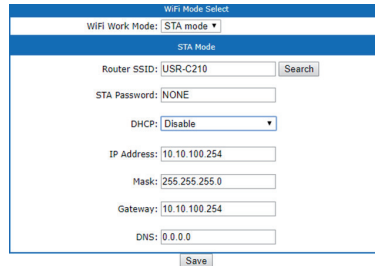 WiFi Mode Select
WiFi Work Mode: STA mode
STA Mode
Router SSID: USR-C210 Search
STA Password: NONE
DHCP: Disable
IP Address: 10.10.100.254
Mask: 255.255.255.0
Gateway: 10.10.100.254
DNS: 0.0.0.0
Save